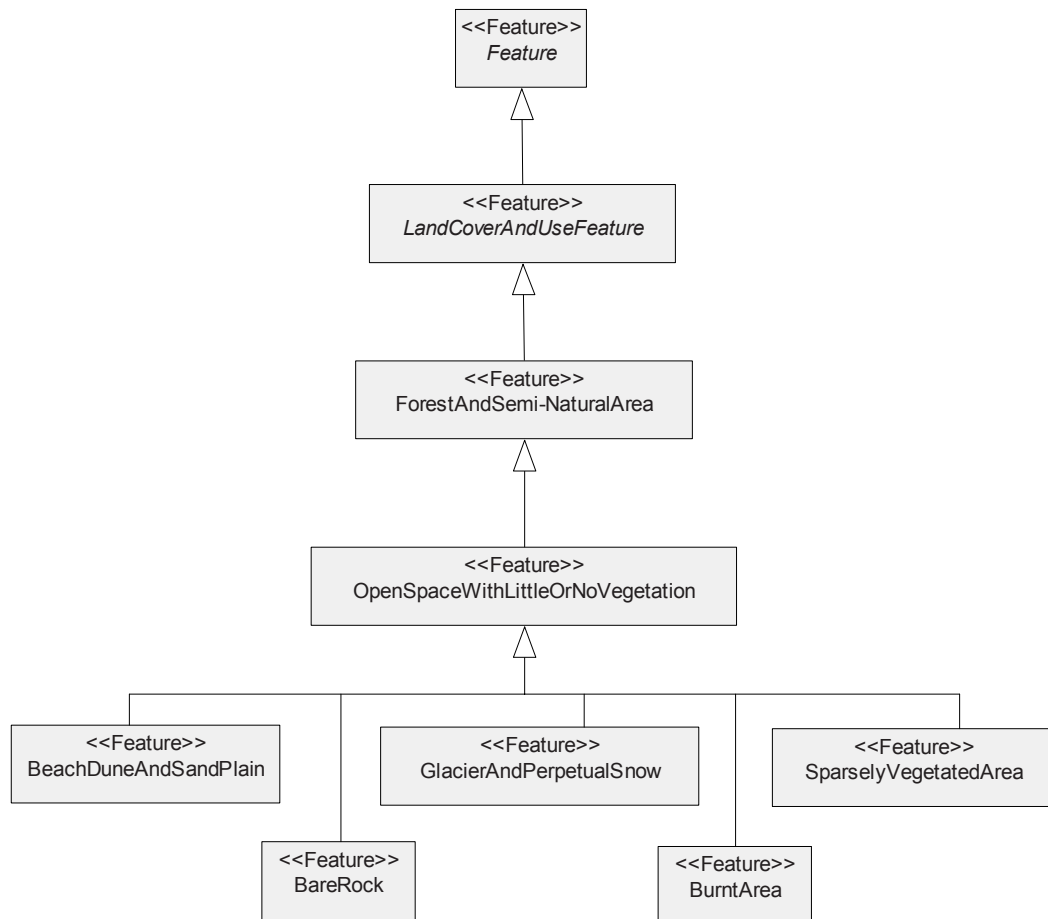 <<Feature>>
Feature
<<Feature>>
LandCoverAndUseFeature
<<Feature>>
ForestAndSemi-NaturalArea
<<Feature>>
OpenSpaceWithLittleOrNoVegetation
<<Feature>>
BeachDuneAndSandPlain
<<Feature>>
GlacierAndPerpetualSnow
<<Feature>>
SparselyVegetatedArea
<<Feature>>
BareRock
<<Feature>>
BurntArea